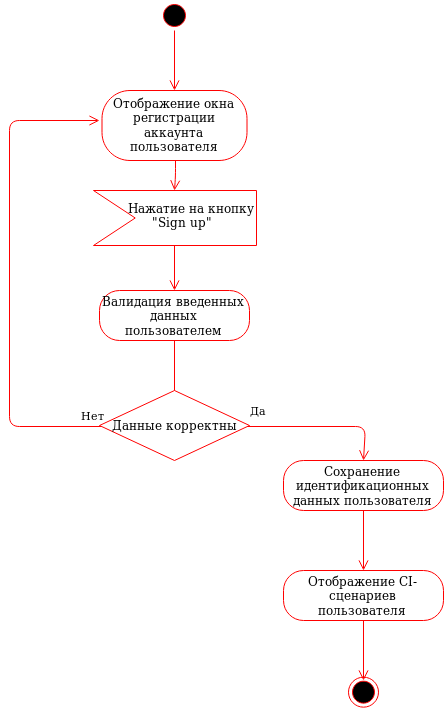 Отображение окна
регистрации
аккаунта
пользователя
Нажатие на кнопку
"Sign up"
Валидация введенных
данных
пользователем
Нет
Данные корректны
Да
Сохранение
идентификационных
данных пользователя
Отображение CI-
сценариев
пользователя